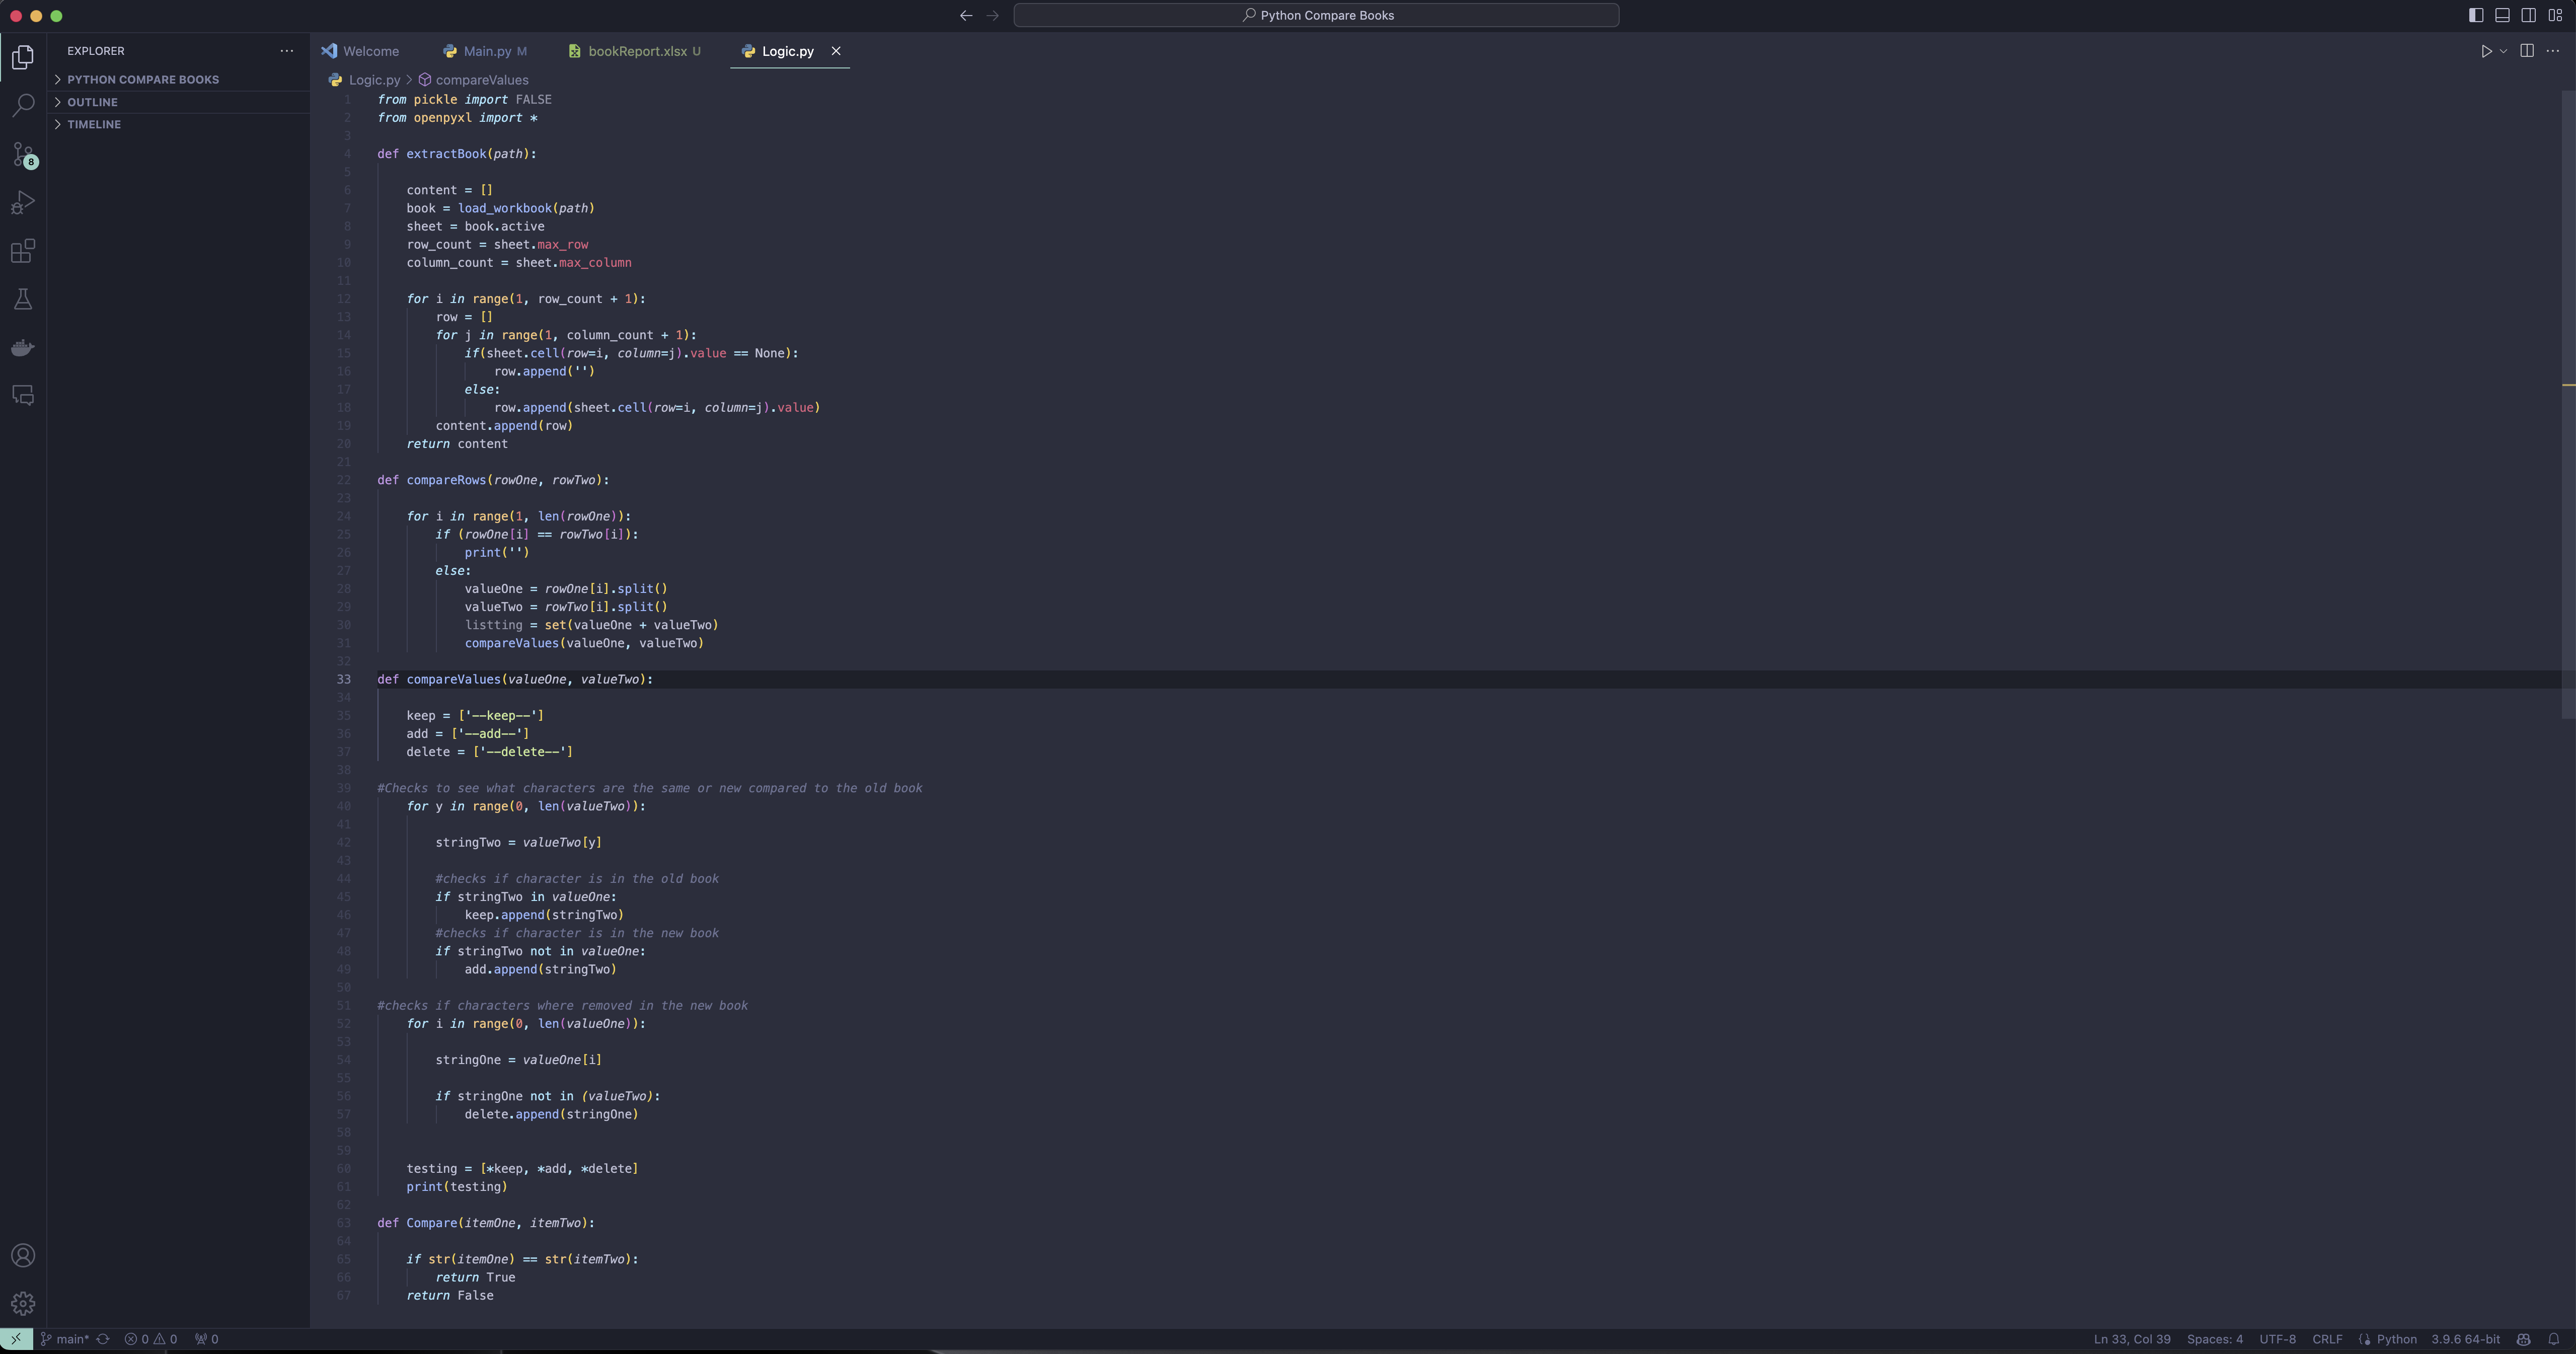 Python Compare Books
EXPLORER
PYTHON COMPARE BOOKS
OUTLINE
TIMELINE
8
Welcome
Main.py M
bookReport.xlsx U
Logic.py
Logic.py > compareValues
1 from pickle import FALSE
2 from openpyxl import *
3
4 def extractBook(path):
5
6 content = []
7 book = load_workbook(path)
8 sheet = book.active
9 row_count = sheet.max_row
10 column_count = sheet.max_column
11
12 for i in range(1, row_count + 1):
13 row = []
14 for j in range(1, column_count + 1):
15 if(sheet.cell(row=i, column=j).value == None):
16 row.append('')
17 else:
18 row.append(sheet.cell(row=i, column=j).value)
19 content.append(row)
20 return content
21
22 def compareRows(rowOne, rowTwo):
23
24 for i in range(1, len(rowOne)):
25 if (rowOne[i] == rowTwo[i]):
26 print('')
27 else:
28 valueOne = rowOne[i].split()
29 valueTwo = rowTwo[i].split()
30 listting = set(valueOne + valueTwo)
31 compareValues(valueOne, valueTwo)
32
33 def compareValues(valueOne, valueTwo):
34
35 keep = ['--keep--']
36 add = ['--add--']
37 delete = ['--delete--']
38
39 #Checks to see what characters are the same or new compared to the old book
40 for y in range(0, len(valueTwo)):
41
42 stringTwo = valueTwo[y]
43
44 #checks if character is in the old book
45 if stringTwo in valueOne:
46 keep.append(stringTwo)
47 #checks if character is in the new book
48 if stringTwo not in valueOne:
49 add.append(stringTwo)
50
51 #checks if characters where removed in the new book
52 for i in range(0, len(valueOne)):
53
54 stringOne = valueOne[i]
55
56 if stringOne not in (valueTwo):
57 delete.append(stringOne)
58
59
60 testing = [*keep, *add, *delete]
61 print(testing)
62
63 def Compare(itemOne, itemTwo):
64
65 if str(itemOne) == str(itemTwo):
66 return True
67 return False
main* 0 0 0
Ln 33, Col 39 Spaces: 4 UTF-8 CRLF Python 3.9.6 64-bit